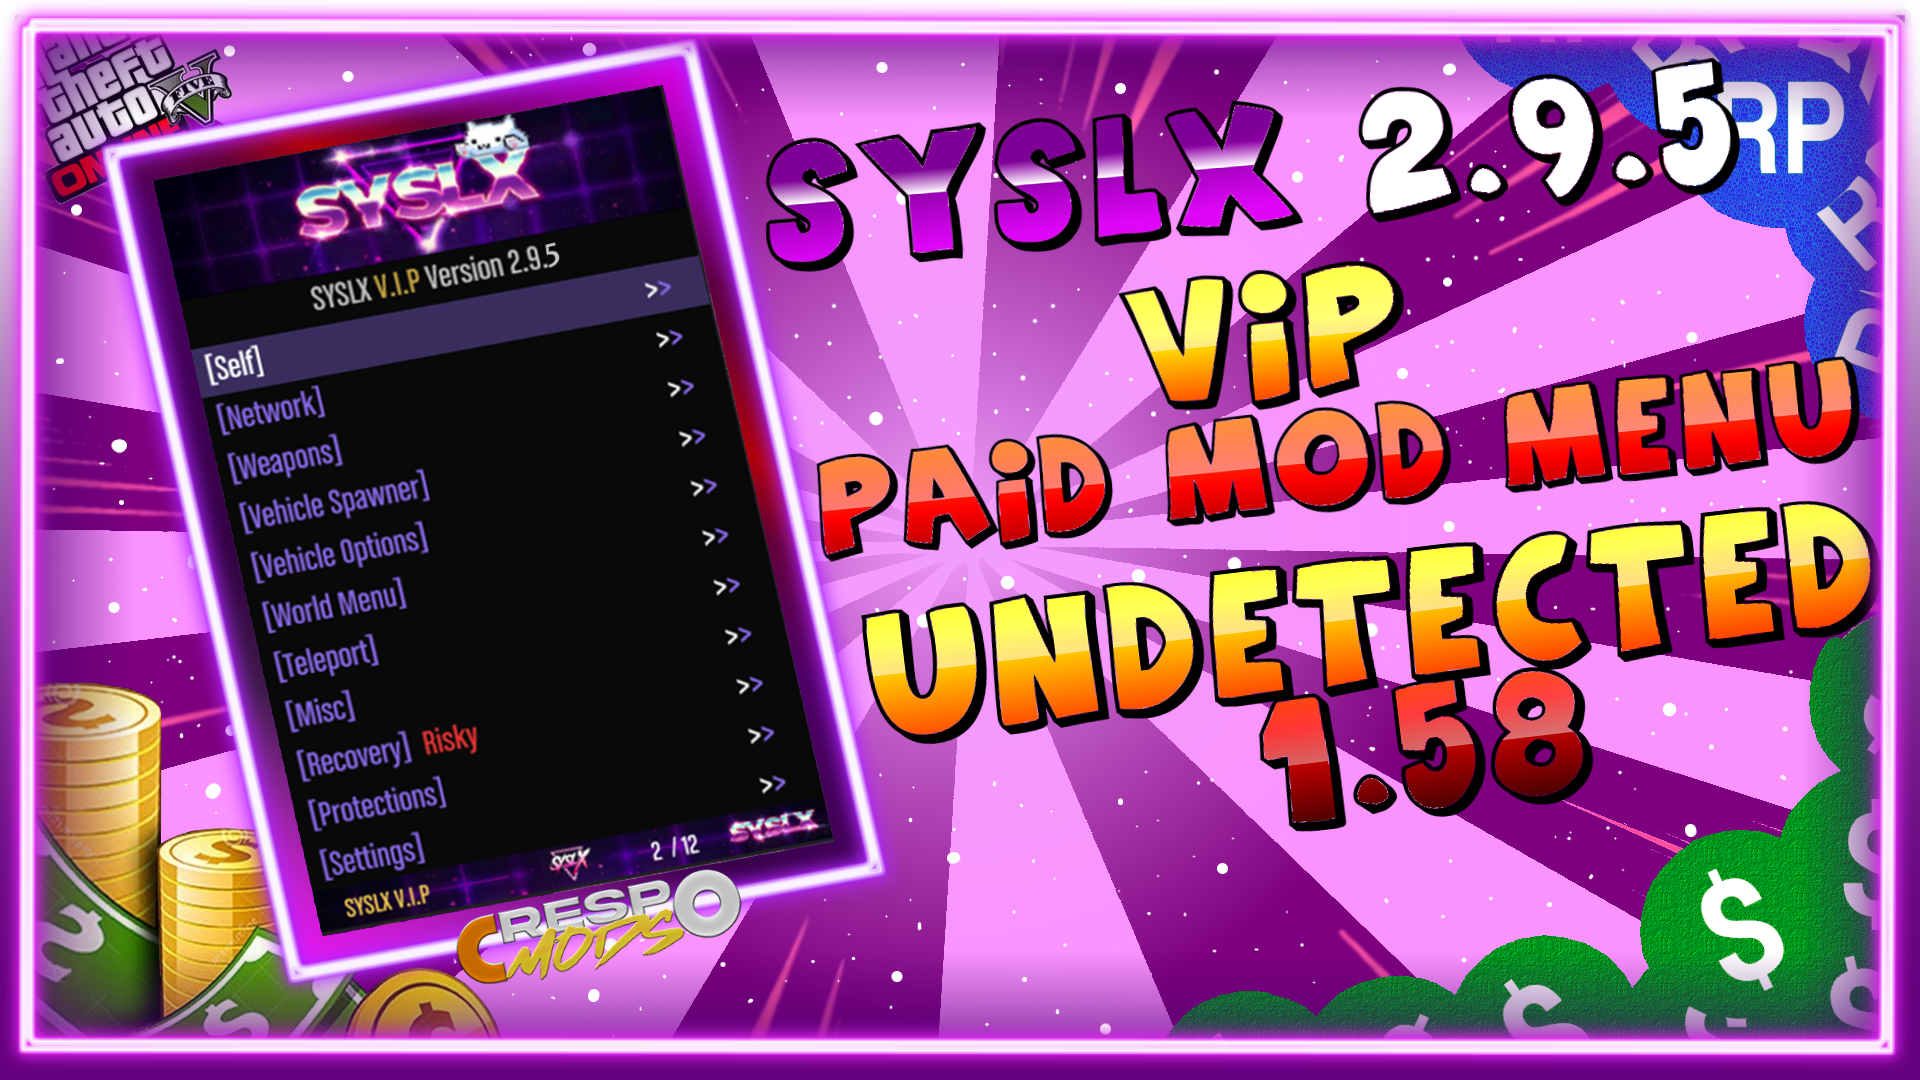 theft
auto
V
FIVE
SYSLX
SYSLX V.I.P Version 2.9.5
[Self] >>
[Network] >>
[Weapons] >>
[Vehicle Spawner] >>
[Vehicle Options] >>
[World Menu] >>
[Teleport] >>
[Misc] >>
[Recovery] Risky >>
[Protections] >>
[Settings] >>
SYSLX V.I.P
SYSLX
2 / 12
SYSLX
CRESPO
MODS
SYSLX 2.9.5
ViP
PAiD MOD MENU
UNDETECTED
1.58
RP
$
$
$